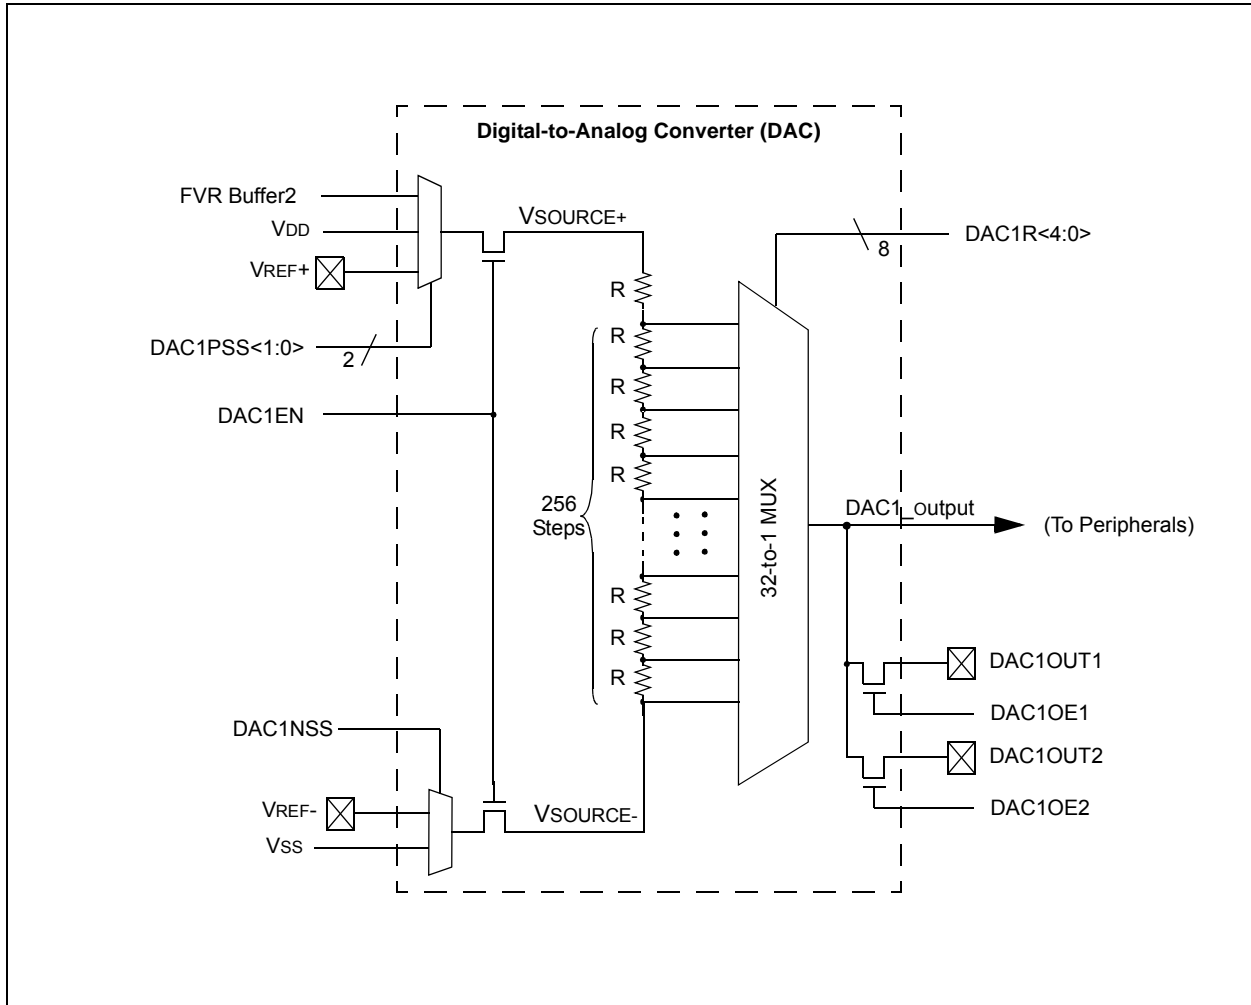 Digital-to-Analog Converter (DAC)
FVR Buffer2
VDD
VREF+
DAC1PSS<1:0>
2
DAC1EN
VSOURCE+
R
R
R
R
R
256
Steps
R
R
R
32-to-1 MUX
8
DAC1R<4:0>
DAC1_output
(To Peripherals)
DAC1OUT1
DAC1OE1
DAC1OUT2
DAC1OE2
DAC1NSS
VREF-
VSS
VSOURCE-